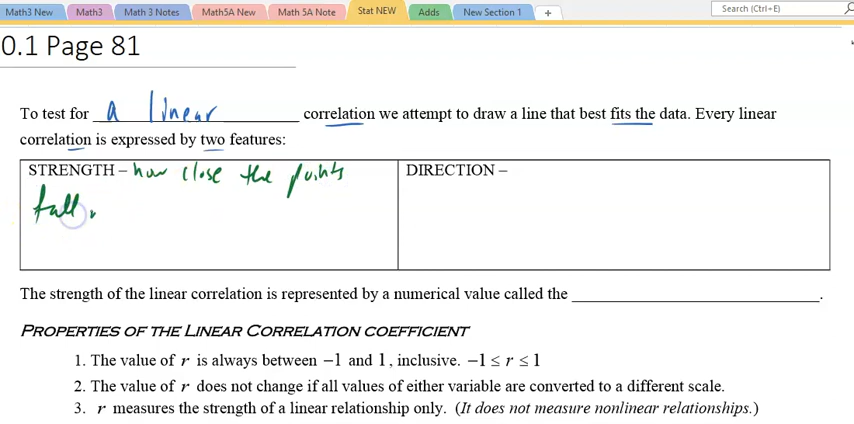 Math3 New Math3 Math 3 Notes Math5A New Math 5A Note Stat NEW Adds New Section 1 + Search (Ctrl+E)
0.1 Page 81
To test for a linear correlation we attempt to draw a line that best fits the data. Every linear
correlation is expressed by two features:
STRENGTH – how close the points
fall
DIRECTION –
The strength of the linear correlation is represented by a numerical value called the ____________________.
PROPERTIES OF THE LINEAR CORRELATION COEFFICIENT
1. The value of r is always between −1 and 1, inclusive. −1 ≤ r ≤ 1
2. The value of r does not change if all values of either variable are converted to a different scale.
3. r measures the strength of a linear relationship only. (It does not measure nonlinear relationships.)